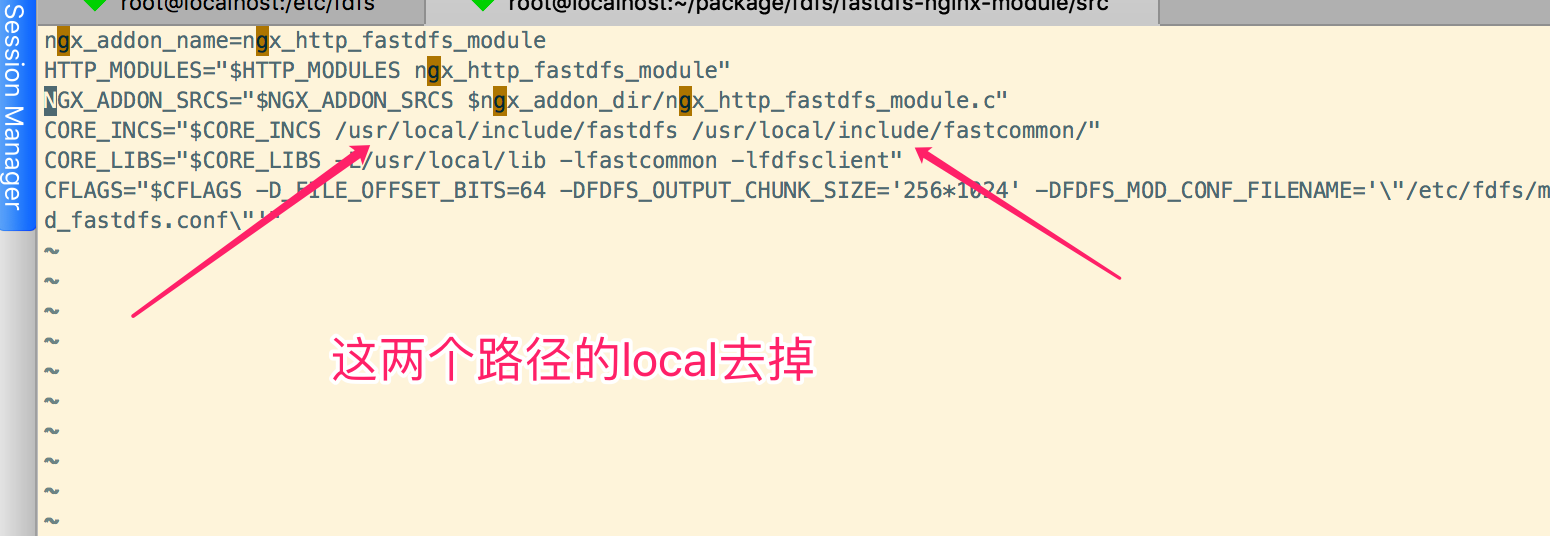 root@localhost:/etc/fdfs
root@localhost:~/package/fdfs/fastdfs-nginx-module/src
Session Manager
ngx_addon_name=ngx_http_fastdfs_module
HTTP_MODULES="$HTTP_MODULES ngx_http_fastdfs_module"
NGX_ADDON_SRCS="$NGX_ADDON_SRCS $ngx_addon_dir/ngx_http_fastdfs_module.c"
CORE_INCS="$CORE_INCS /usr/local/include/fastdfs /usr/local/include/fastcommon/"
CORE_LIBS="$CORE_LIBS -L/usr/local/lib -lfastcommon -lfdfsclient"
CFLAGS="$CFLAGS -D_FILE_OFFSET_BITS=64 -DFDFS_OUTPUT_CHUNK_SIZE='256*1024' -DFDFS_MOD_CONF_FILENAME='\"/etc/fdfs/m
d_fastdfs.conf\"'"
~
~
~
~
~
~
~
~
~
~
这两个路径的local去掉